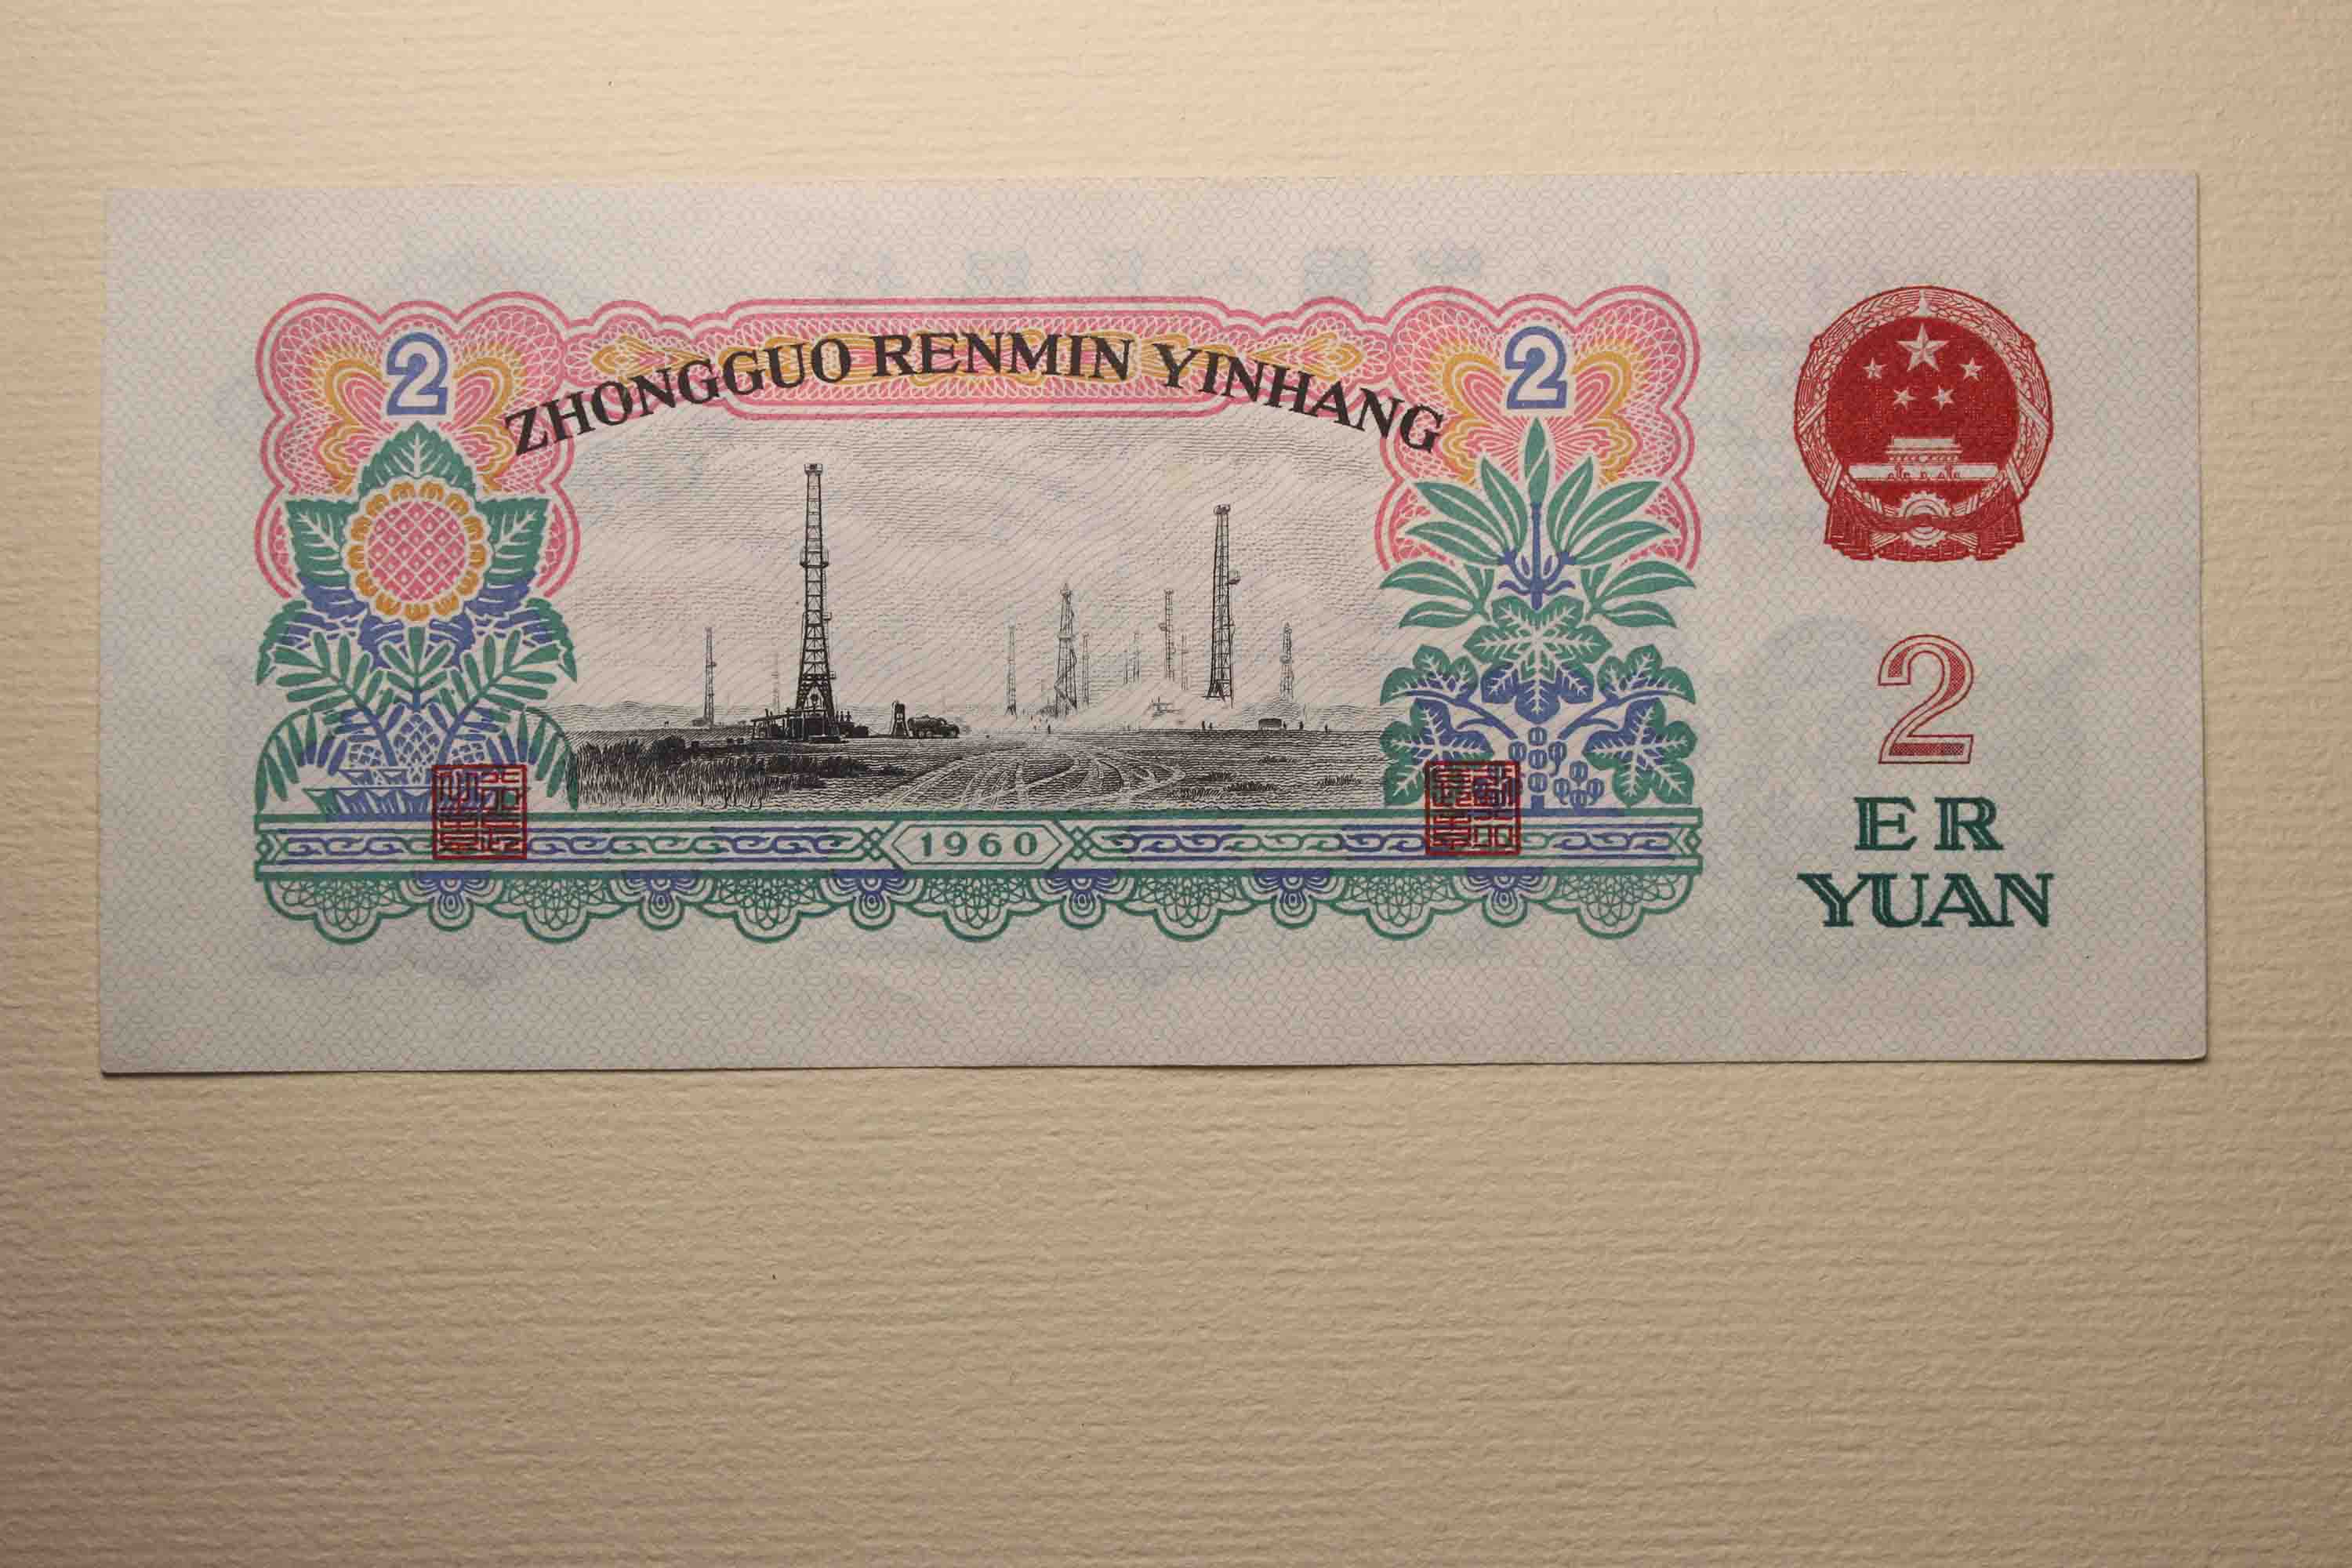 2
ZHONGGUO RENMIN YINHANG
2
1960
2
ER
YUAN